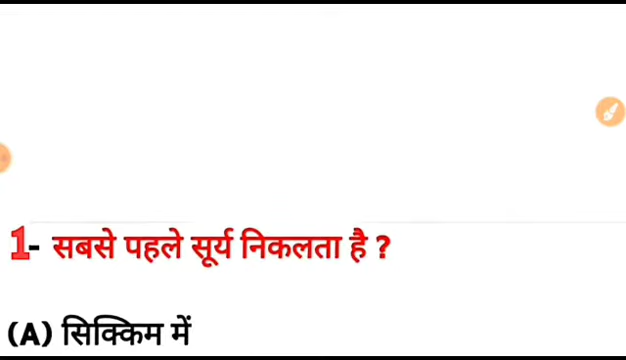 1- सबसे पहले सूर्य निकलता है ?
(A) सिक्किम में